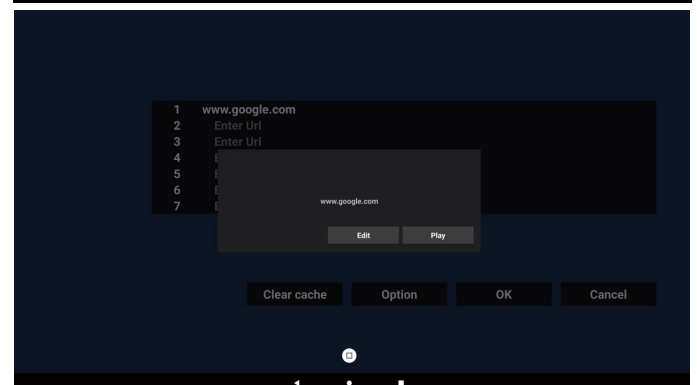 1 www.google.com
2 Enter Url
3 Enter Url
4 E
5 E
6 E
7 E
www.google.com
Edit Play
Clear cache Option OK Cancel